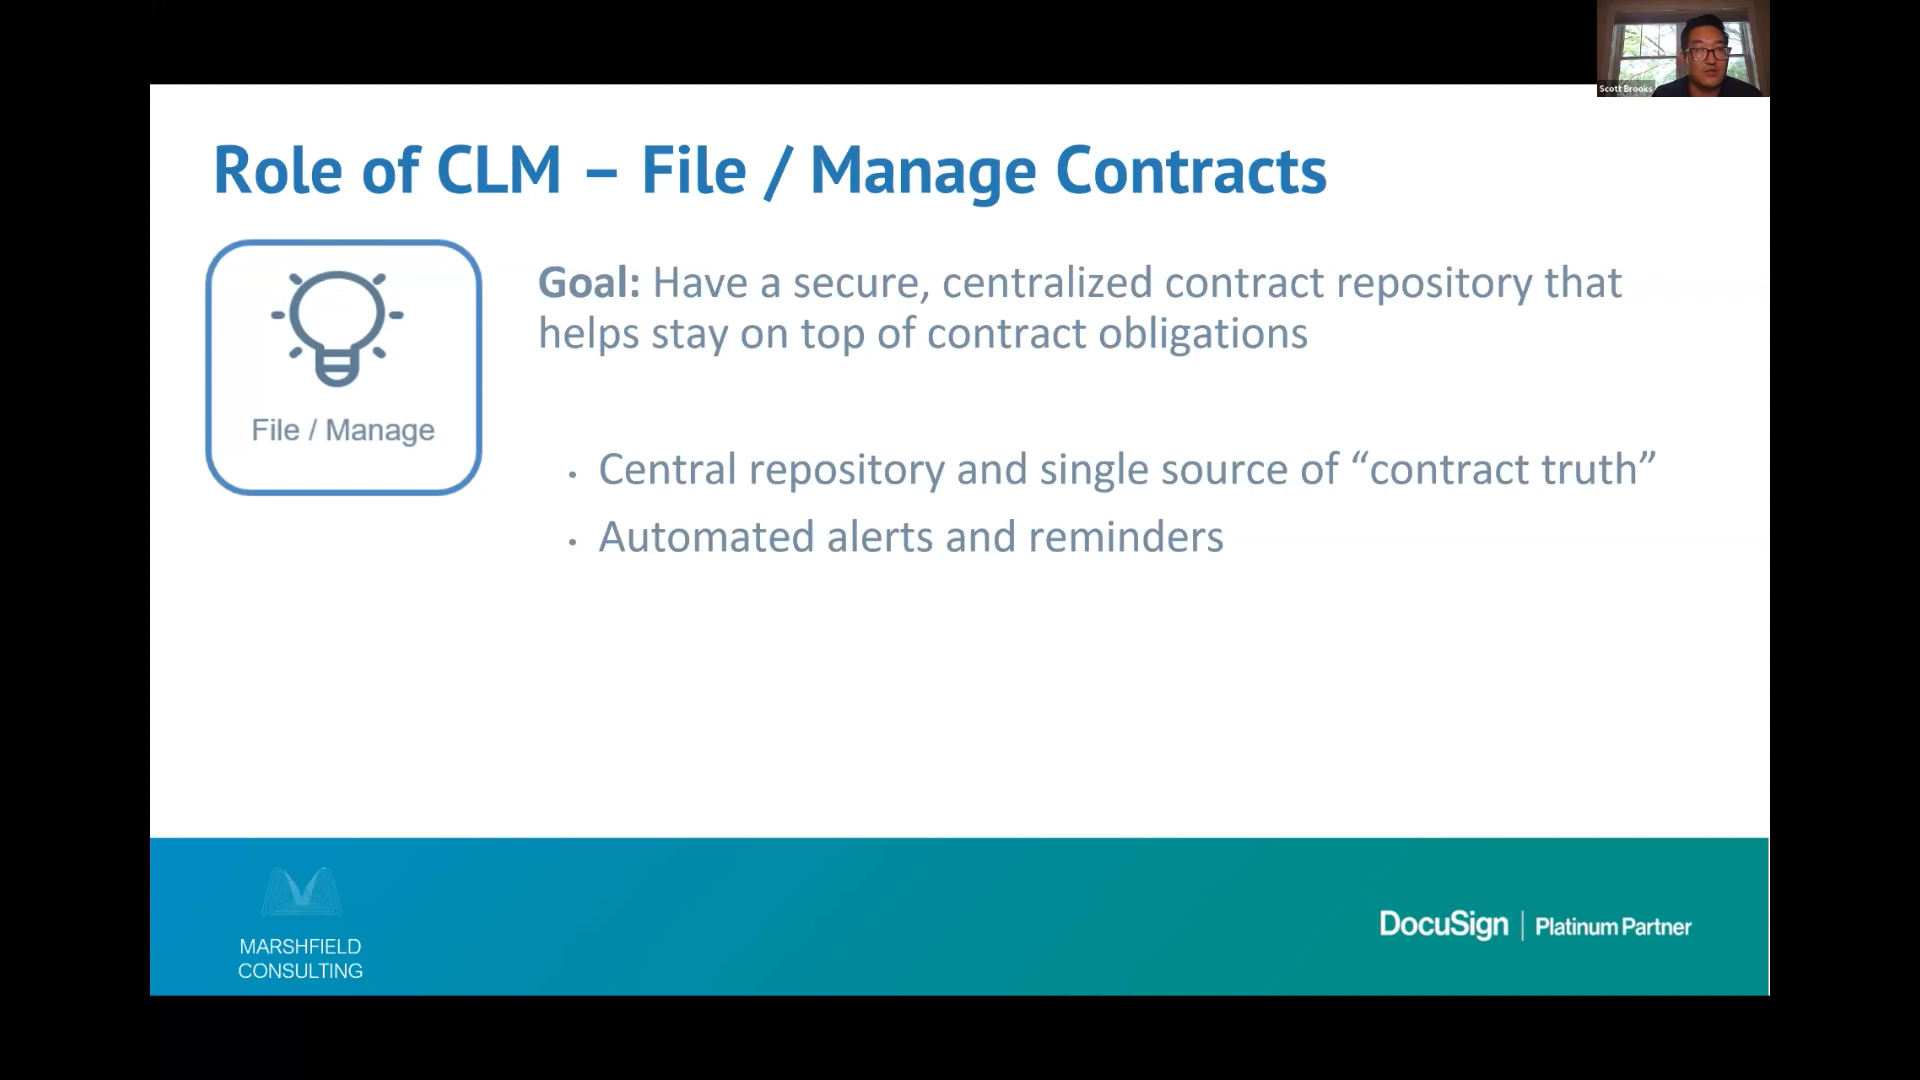 Scott Brooks
Role of CLM – File / Manage Contracts
File / Manage
Goal: Have a secure, centralized contract repository that
helps stay on top of contract obligations
• Central repository and single source of “contract truth”
• Automated alerts and reminders
MARSHFIELD
CONSULTING
DocuSign | Platinum Partner